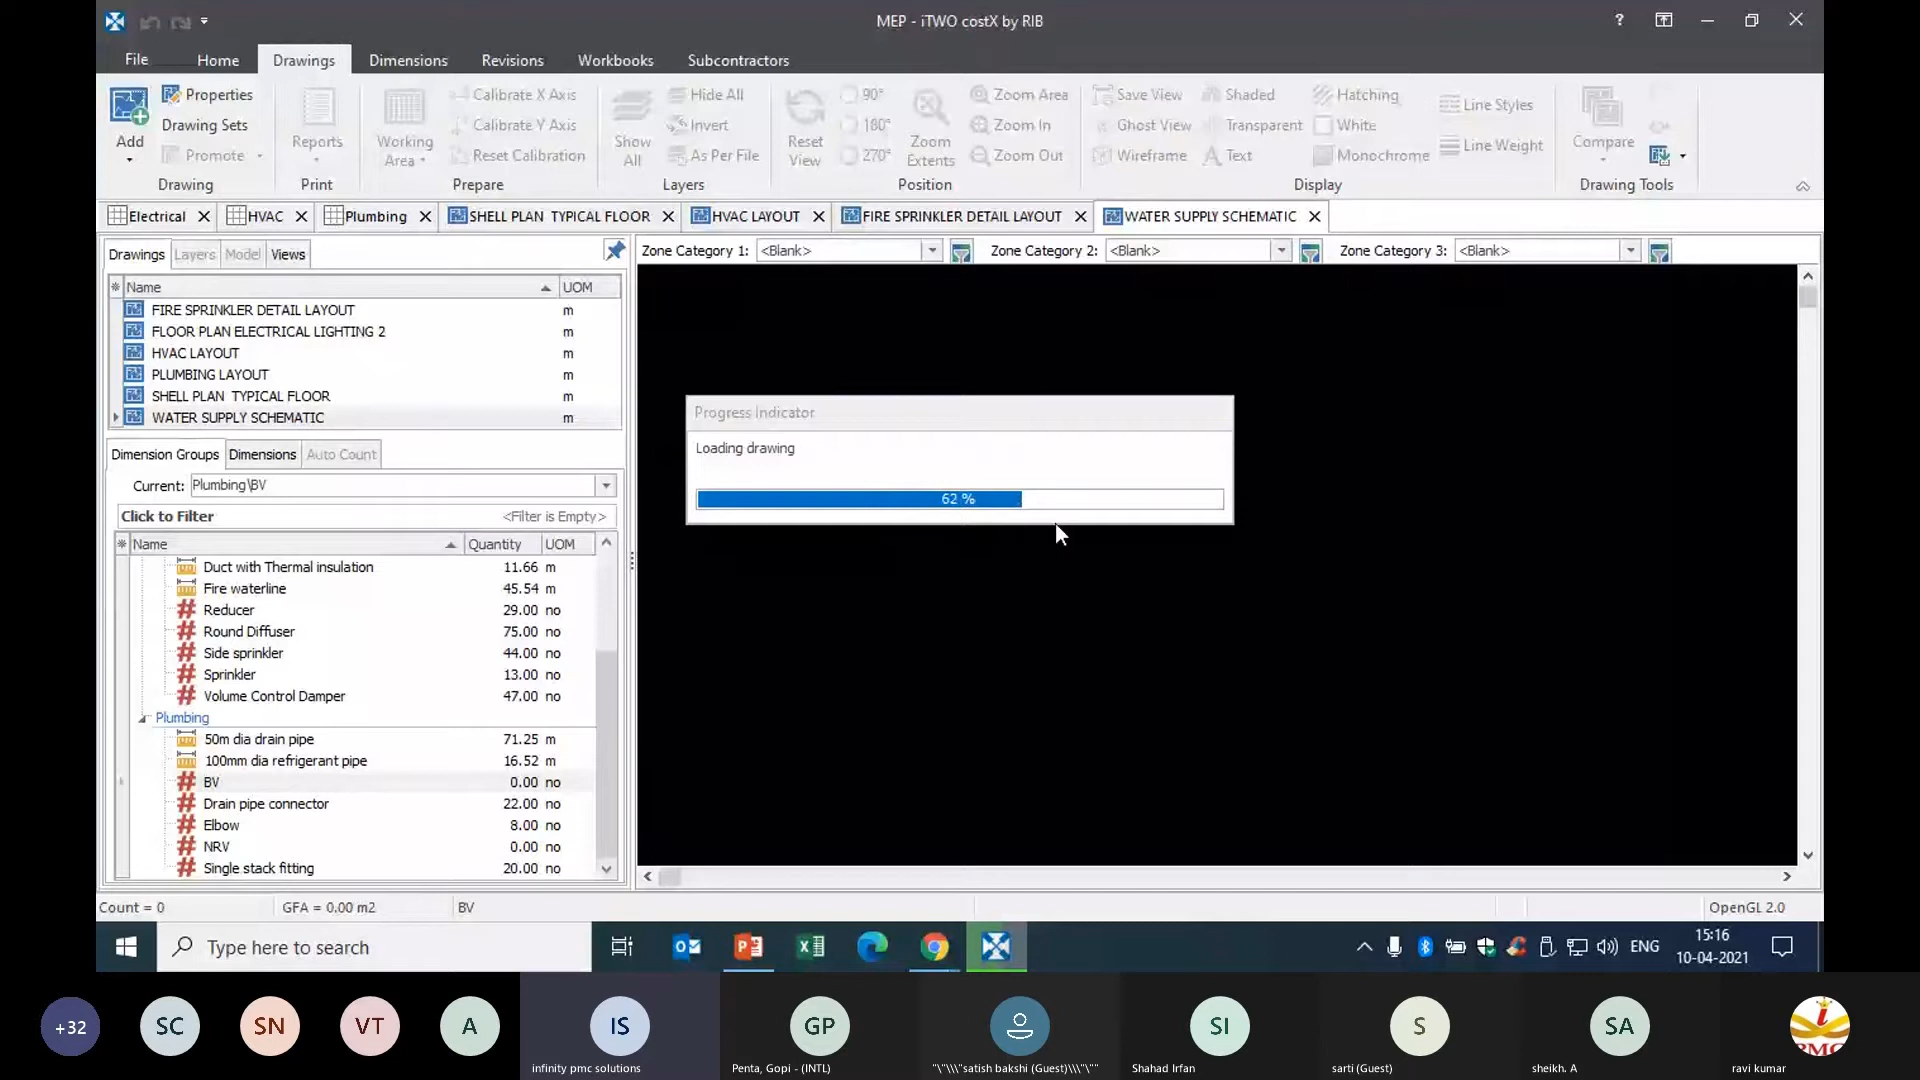 MEP - iTWO costX by RIB
?
File Home Drawings Dimensions Revisions Workbooks Subcontractors
Add
Properties
Drawing Sets
Promote
Drawing
Reports
Print
Working Area
Calibrate X Axis
Calibrate Y Axis
Reset Calibration
Prepare
Show All
Hide All
Invert
As Per File
Layers
Reset View
90°
180°
270°
Zoom Extents
Zoom Area
Zoom In
Zoom Out
Position
Save View
Ghost View
Wireframe
Shaded
Transparent
Text
Hatching
White
Monochrome
Line Styles
Line Weight
Display
Compare
Drawing Tools
Electrical HVAC Plumbing SHELL PLAN TYPICAL FLOOR HVAC LAYOUT FIRE SPRINKLER DETAIL LAYOUT WATER SUPPLY SCHEMATIC
Drawings Layers Model Views
Zone Category 1: <Blank> Zone Category 2: <Blank> Zone Category 3: <Blank>
Name UOM
FIRE SPRINKLER DETAIL LAYOUT m
FLOOR PLAN ELECTRICAL LIGHTING 2 m
HVAC LAYOUT m
PLUMBING LAYOUT m
SHELL PLAN TYPICAL FLOOR m
WATER SUPPLY SCHEMATIC m
Dimension Groups Dimensions Auto Count
Current: Plumbing\BV
Click to Filter <Filter is Empty>
Name Quantity UOM
Duct with Thermal insulation 11.66 m
Fire waterline 45.54 m
Reducer 29.00 no
Round Diffuser 75.00 no
Side sprinkler 44.00 no
Sprinkler 13.00 no
Volume Control Damper 47.00 no
Plumbing
50m dia drain pipe 71.25 m
100mm dia refrigerant pipe 16.52 m
BV 0.00 no
Drain pipe connector 22.00 no
Elbow 8.00 no
NRV 0.00 no
Single stack fitting 20.00 no
Progress Indicator
Loading drawing
62 %
Count = 0 GFA = 0.00 m2 BV OpenGL 2.0
Type here to search
ENG
15:16
10-04-2021
+32 SC SN VT A IS GP SI S SA
infinity pmc solutions
Penta, Gopi - (INTL)
"\"\\\"satish bakshi (Guest)\\\"\""
Shahad Irfan
sarti (Guest)
sheikh. A
ravi kumar